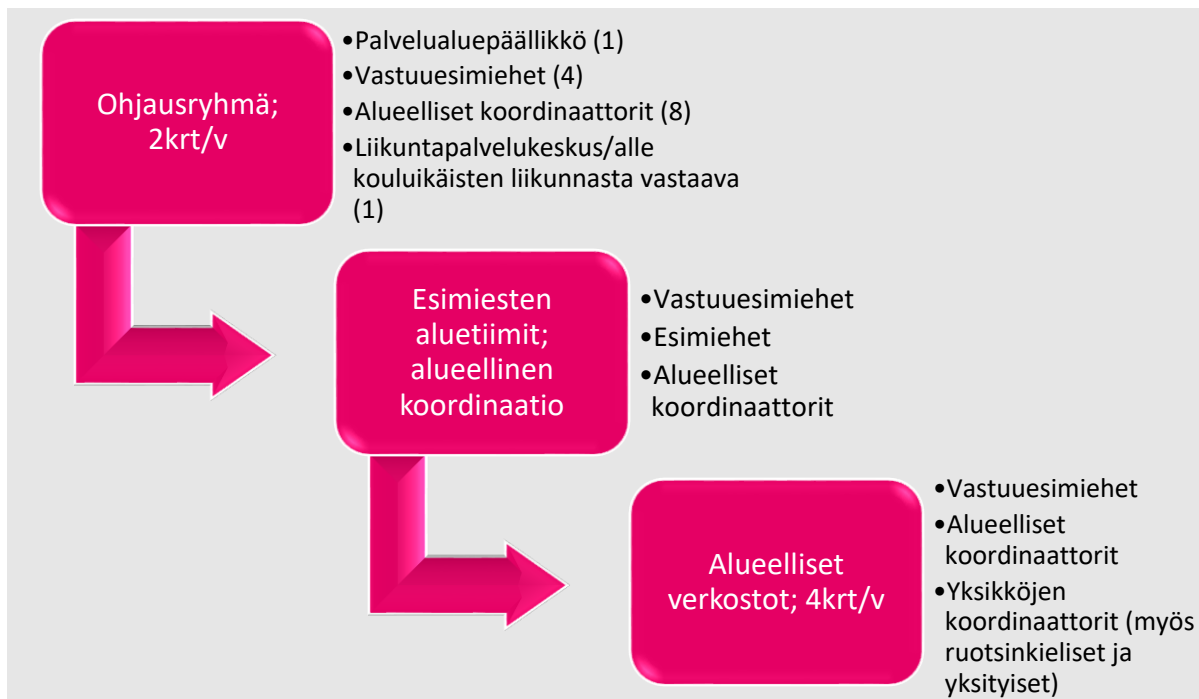 Ohjausryhmä;
2krt/v
•Palvelualuepäällikkö (1)
•Vastuuesimiehet (4)
•Alueelliset koordinaattorit (8)
•Liikuntapalvelukeskus/alle
kouluikäisten liikunnasta vastaava
(1)
Esimiesten
aluetiimit;
alueellinen
koordinaatio
•Vastuuesimiehet
•Esimiehet
•Alueelliset
koordinaattorit
Alueelliset
verkostot; 4krt/v
•Vastuuesimiehet
•Alueelliset
koordinaattorit
•Yksikköjen
koordinaattorit (myös
ruotsinkieliset ja
yksityiset)